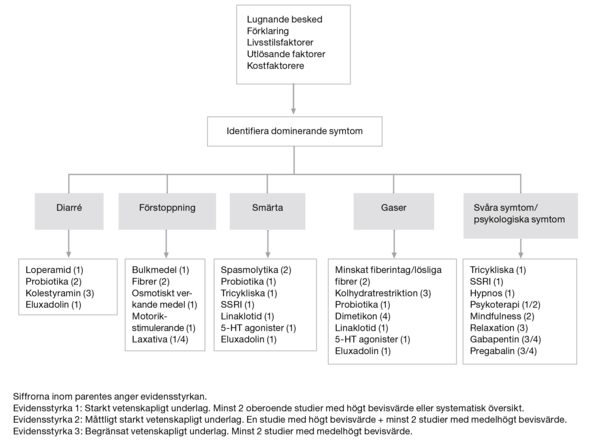 Lugnande besked
Förklaring
Livsstilsfaktorer
Utlösande faktorer
Kostfaktorere
Identifiera dominerande symtom
Diarré
Förstoppning
Smärta
Gaser
Svåra symtom/
psykologiska symtom
Loperamid (1)
Probiotika (2)
Kolestyramin (3)
Eluxadolin (1)
Bulkmedel (1)
Fibrer (2)
Osmotiskt ver-
kande medel (1)
Motorik-
stimulerande (1)
Laxativa (1/4)
Spasmolytika (2)
Probiotika (1)
Tricykliska (1)
SSRI (1)
Linaklotid (1)
5-HT agonister (1)
Eluxadolin (1)
Minskat fiberintag/lösliga
fibrer (2)
Kolhydratrestriktion (3)
Probiotika (1)
Dimetikon (4)
Linaklotid (1)
5-HT agonister (1)
Eluxadolin (1)
Tricykliska (1)
SSRI (1)
Hypnos (1)
Psykoterapi (1/2)
Mindfulness (2)
Relaxation (3)
Gabapentin (3/4)
Pregabalin (3/4)
Siffrorna inom parentes anger evidensstyrkan.
Evidensstyrka 1: Starkt vetenskapligt underlag. Minst 2 oberoende studier med högt bevisvärde eller systematisk översikt.
Evidensstyrka 2: Måttligt starkt vetenskapligt underlag. En studie med högt bevisvärde + minst 2 studier med medelhögt bevisvärde.
Evidensstyrka 3: Begränsat vetenskapligt underlag. Minst 2 studier med medelhögt bevisvärde.